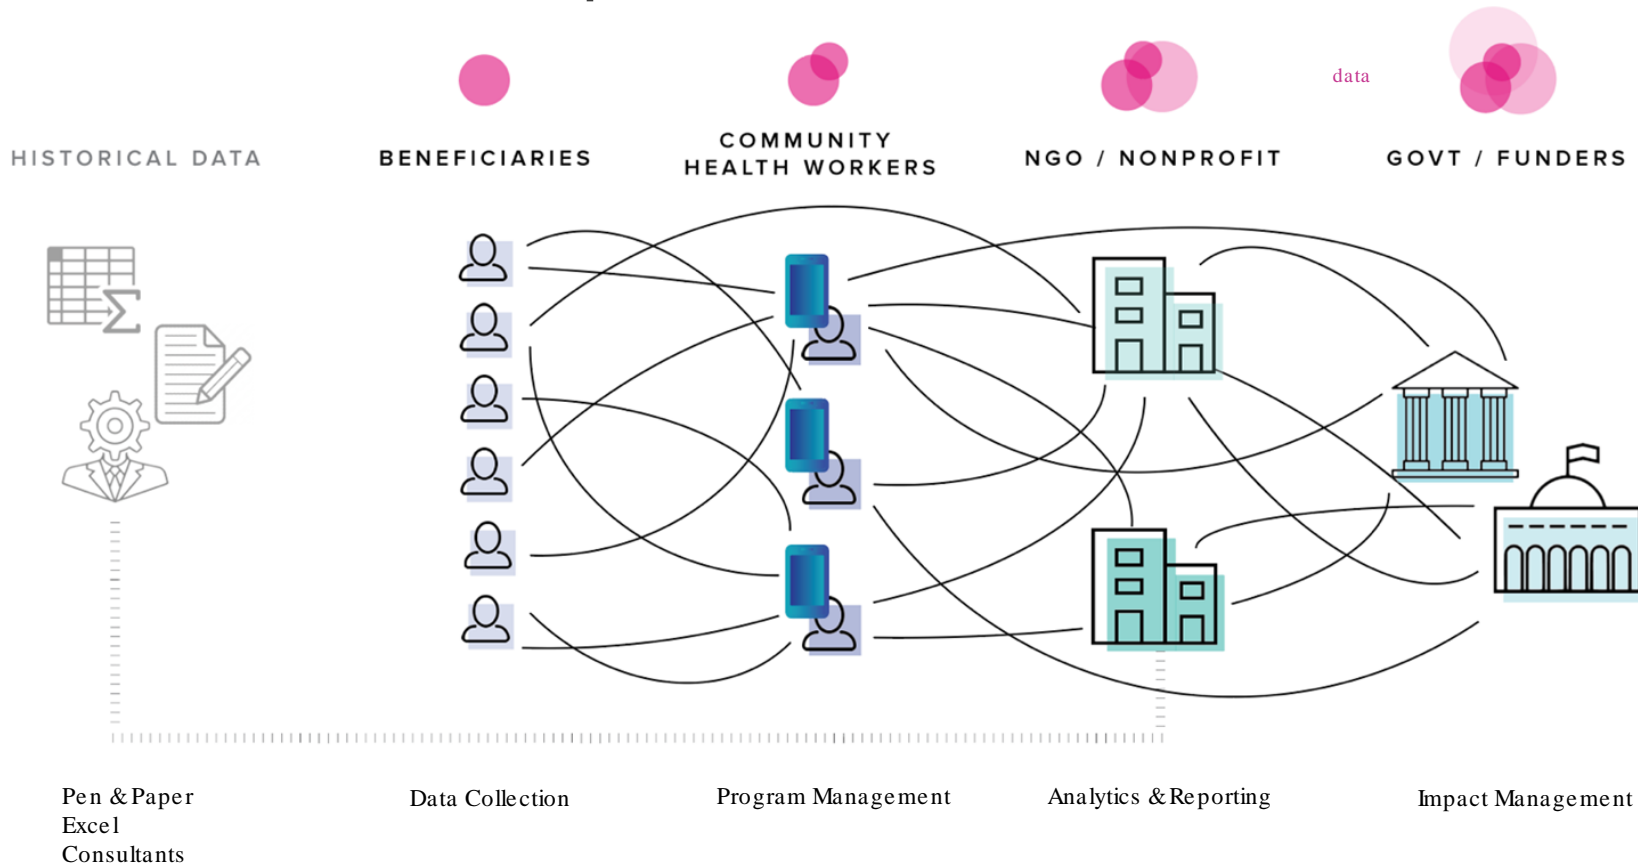 data
HISTORICAL DATA
BENEFICIARIES
COMMUNITY
HEALTH WORKERS
NGO / NONPROFIT
GOVT / FUNDERS
Pen & Paper
Excel
Consultants
Data Collection
Program Management
Analytics & Reporting
Impact Management